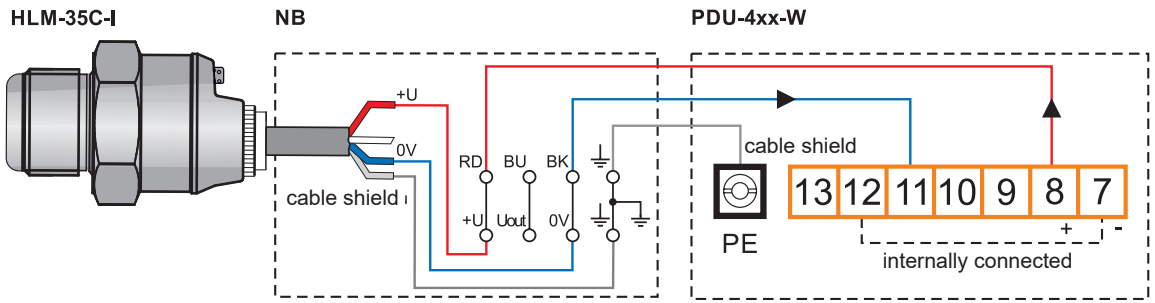 HLM-35C-I
NB
PDU-4xx-W
+U
0V
cable shield
RD BU BK
+U Uout 0V
cable shield
PE
13 12 11 10 9 8 7
+ -
internally connected